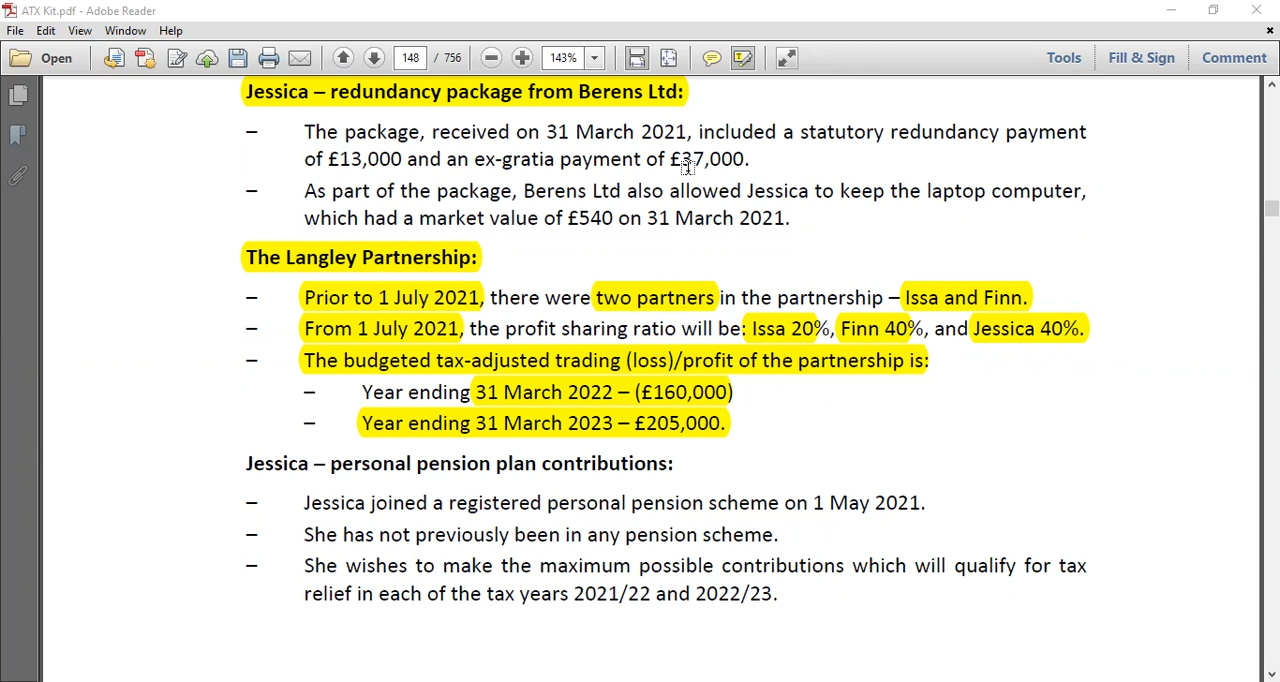 ATX Kit.pdf - Adobe Reader
File Edit View Window Help
Open 148 / 756 143% Tools Fill & Sign Comment
Jessica – redundancy package from Berens Ltd:
– The package, received on 31 March 2021, included a statutory redundancy payment
of £13,000 and an ex-gratia payment of £37,000.
– As part of the package, Berens Ltd also allowed Jessica to keep the laptop computer,
which had a market value of £540 on 31 March 2021.
The Langley Partnership:
– Prior to 1 July 2021, there were two partners in the partnership – Issa and Finn.
– From 1 July 2021, the profit sharing ratio will be: Issa 20%, Finn 40%, and Jessica 40%.
– The budgeted tax-adjusted trading (loss)/profit of the partnership is:
– Year ending 31 March 2022 – (£160,000)
– Year ending 31 March 2023 – £205,000.
Jessica – personal pension plan contributions:
– Jessica joined a registered personal pension scheme on 1 May 2021.
– She has not previously been in any pension scheme.
– She wishes to make the maximum possible contributions which will qualify for tax
relief in each of the tax years 2021/22 and 2022/23.